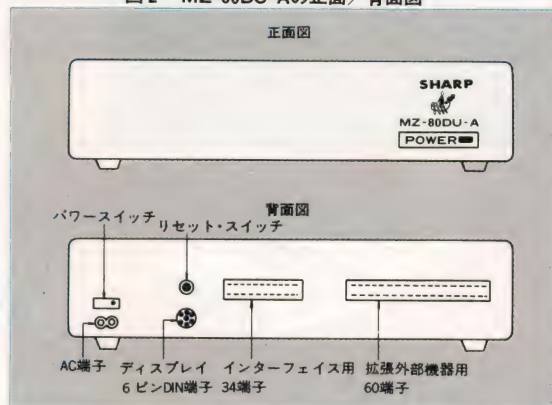 図2 MZ-80DU-Aの正面/背面図
正面図
SHARP
MZ-80DU-A
POWER
背面図
パワースイッチ
リセット・スイッチ
AC端子
ディスプレイ
6ピンDIN端子
インターフェイス用
34端子
拡張外部機器用
60端子